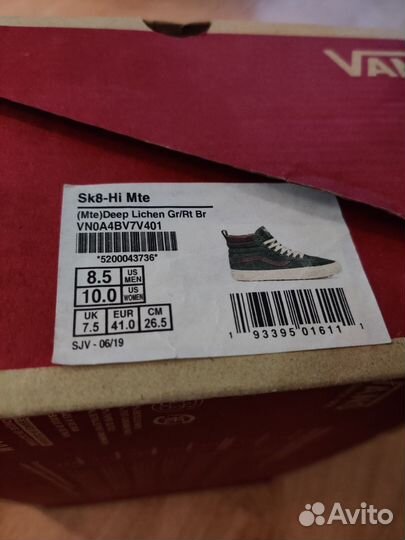 VAN
Sk8-Hi Mte
(Mte)Deep Lichen Gr/Rt Br
VN0A4BV7V401
*5200043736*
8.5 US MEN
10.0 US WOMEN
UK EUR CM
7.5 41.0 26.5
SJV - 06/19
1 93395 01611
VANS
Avito